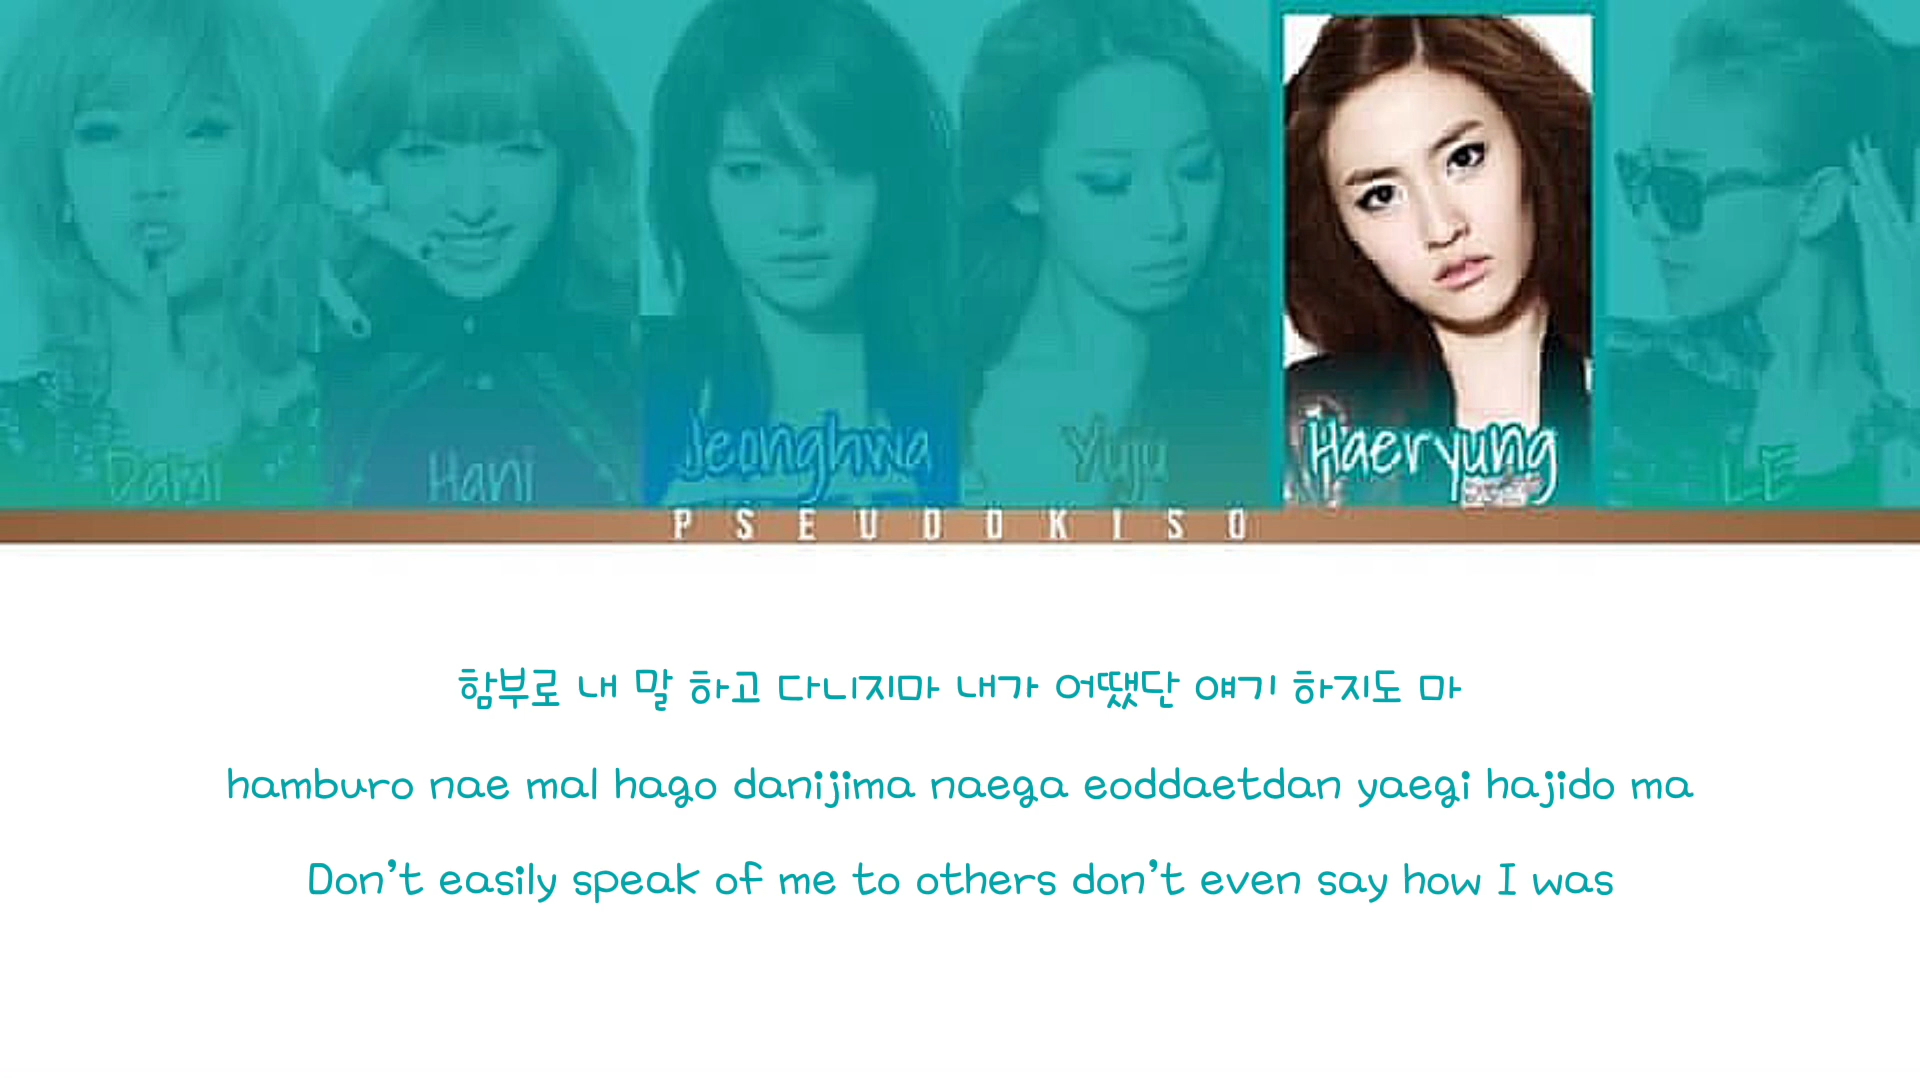 Dami
Hani
Jeonghwa
Yuju
Haeryung
LE
PSEUDOKISO
함부로 내 말 하고 다니지마 내가 어땠단 얘기 하지도 마
hamburo nae mal hago danijima naega eoddaetdan yaegi hajido ma
Don't easily speak of me to others don't even say how I was